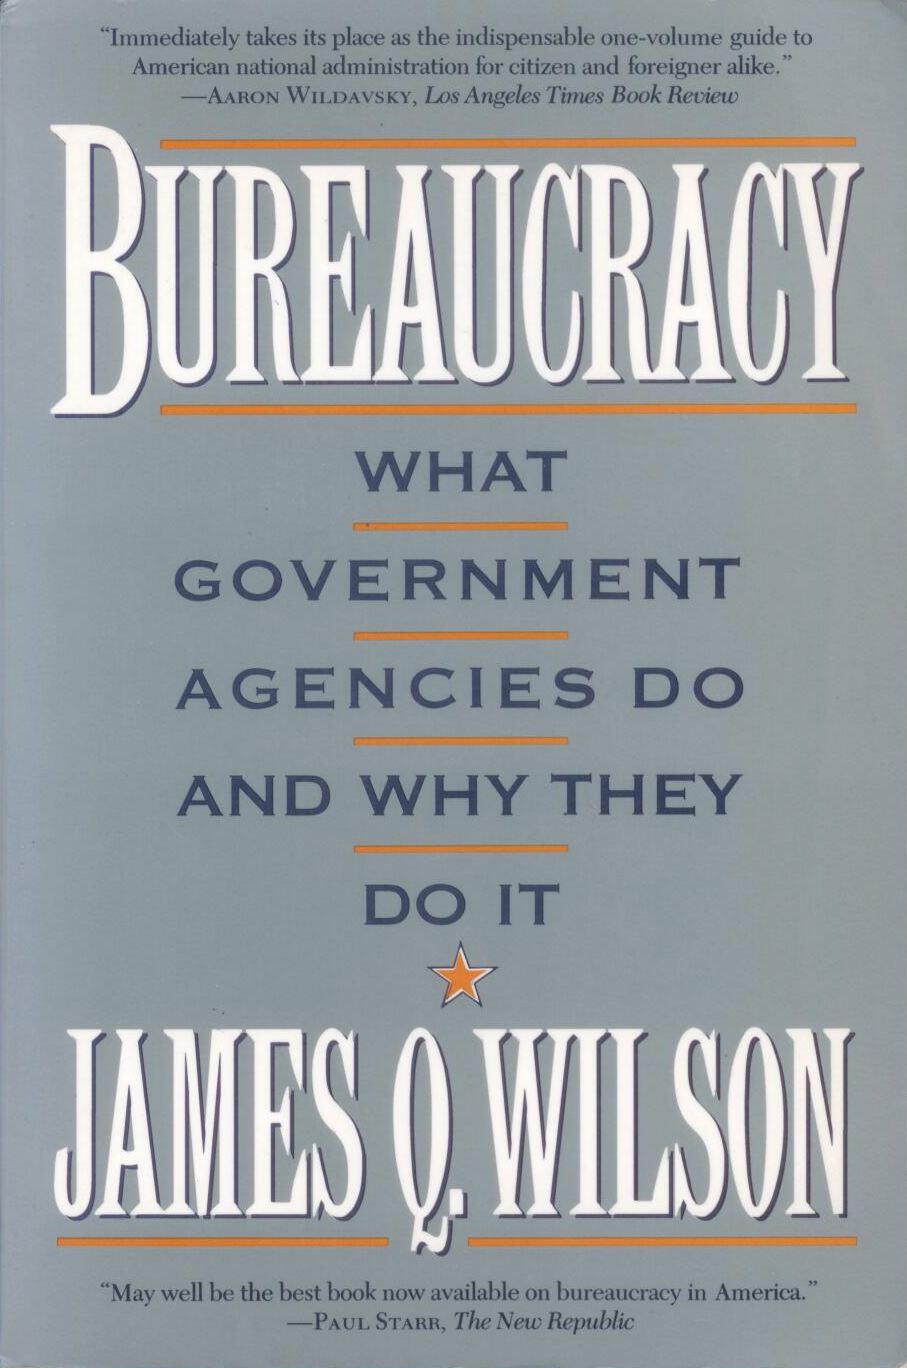 “Immediately takes its place as the indispensable one-volume guide to
American national administration for citizen and foreigner alike.”
—AARON WILDAVSKY, Los Angeles Times Book Review
BUREAUCRACY
WHAT
GOVERNMENT
AGENCIES DO
AND WHY THEY
DO IT
JAMES Q. WILSON
“May well be the best book now available on bureaucracy in America.”
—PAUL STARR, The New Republic